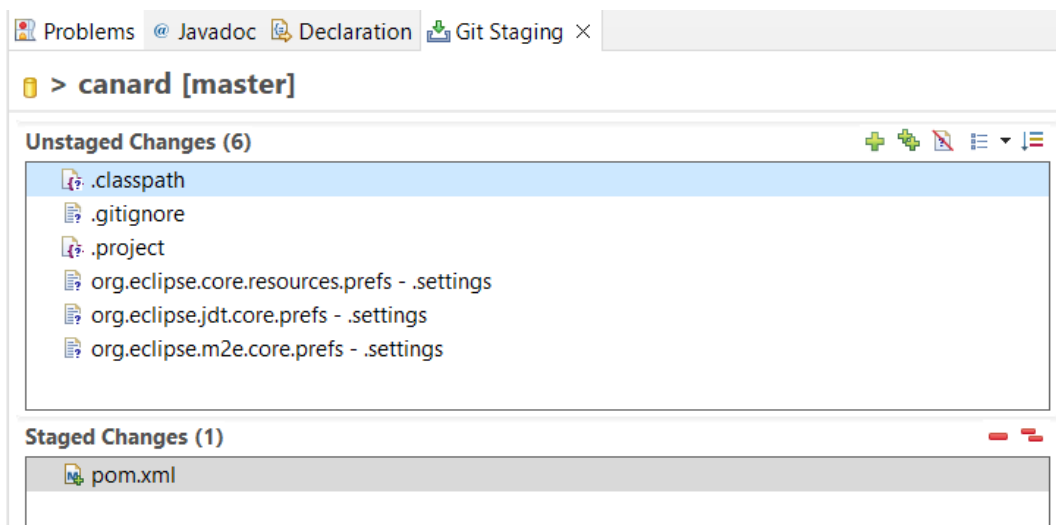 Problems @ Javadoc Declaration Git Staging
> canard [master]
Unstaged Changes (6)
.classpath
.gitignore
.project
org.eclipse.core.resources.prefs - .settings
org.eclipse.jdt.core.prefs - .settings
org.eclipse.m2e.core.prefs - .settings
Staged Changes (1)
pom.xml